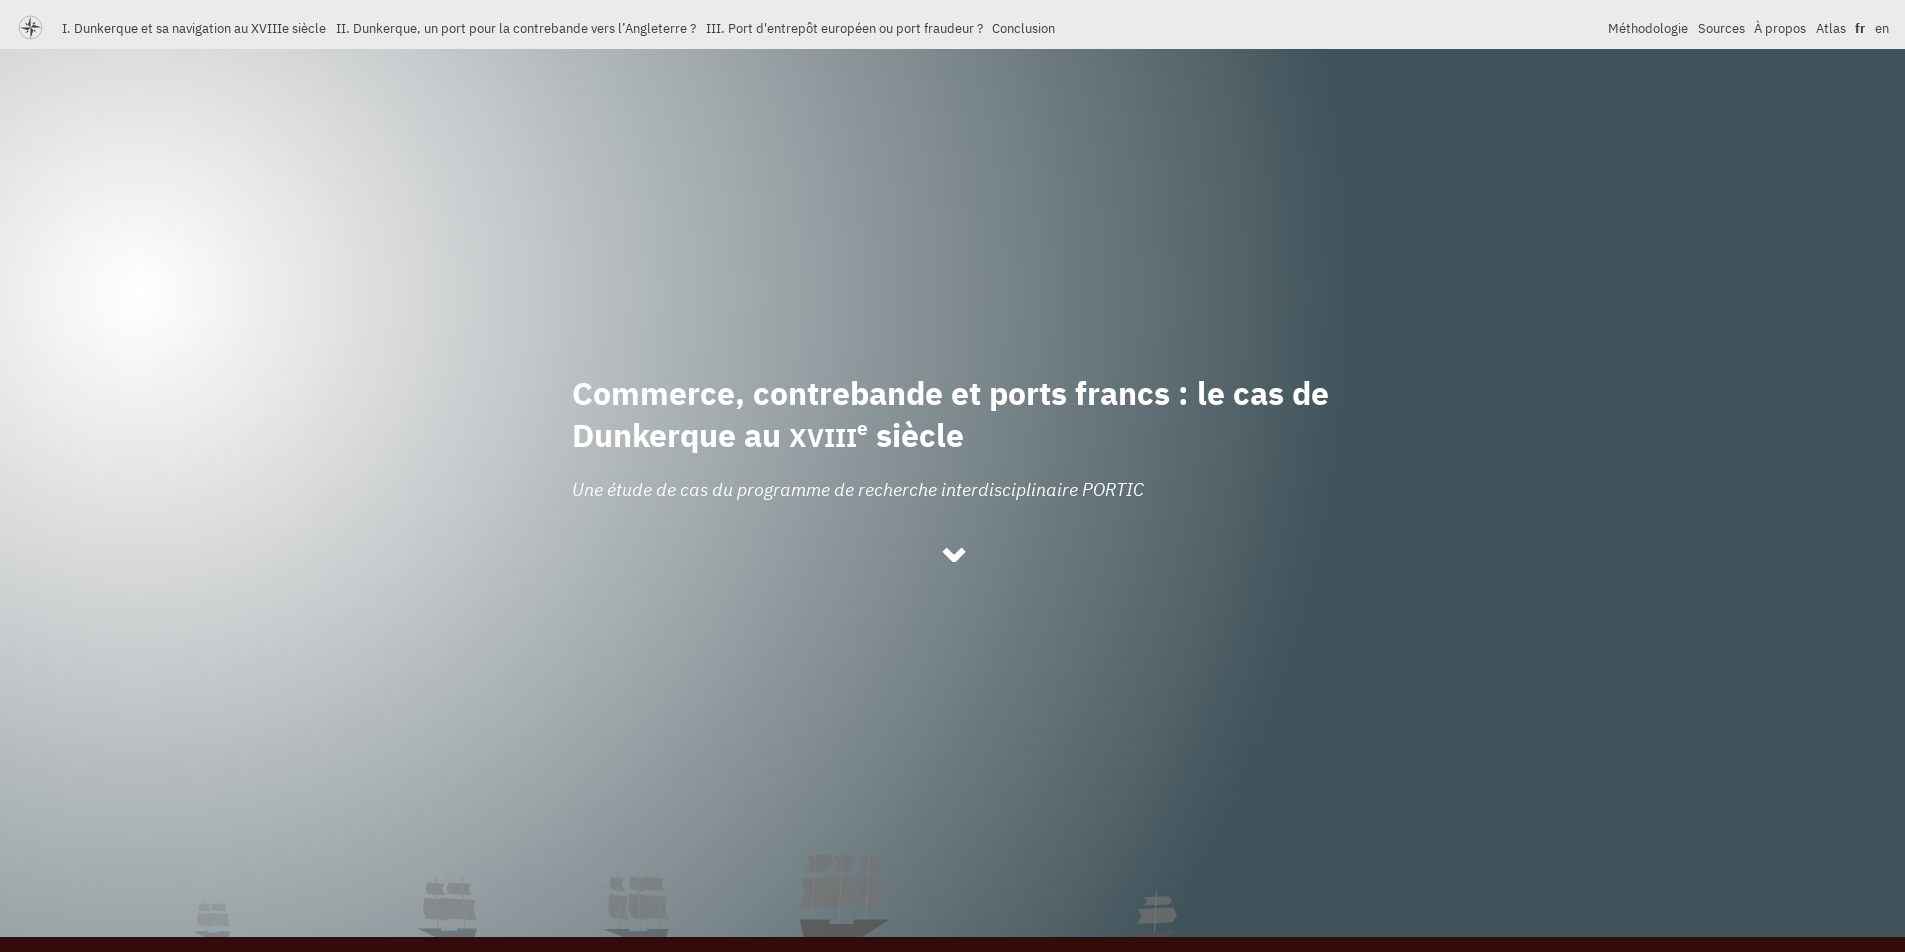 I. Dunkerque et sa navigation au XVIIIe siècle II. Dunkerque, un port pour la contrebande vers l’Angleterre ? III. Port d'entrepôt européen ou port fraudeur ? Conclusion Méthodologie Sources À propos Atlas fr en
Commerce, contrebande et ports francs : le cas de
Dunkerque au XVIIIe siècle
Une étude de cas du programme de recherche interdisciplinaire PORTIC